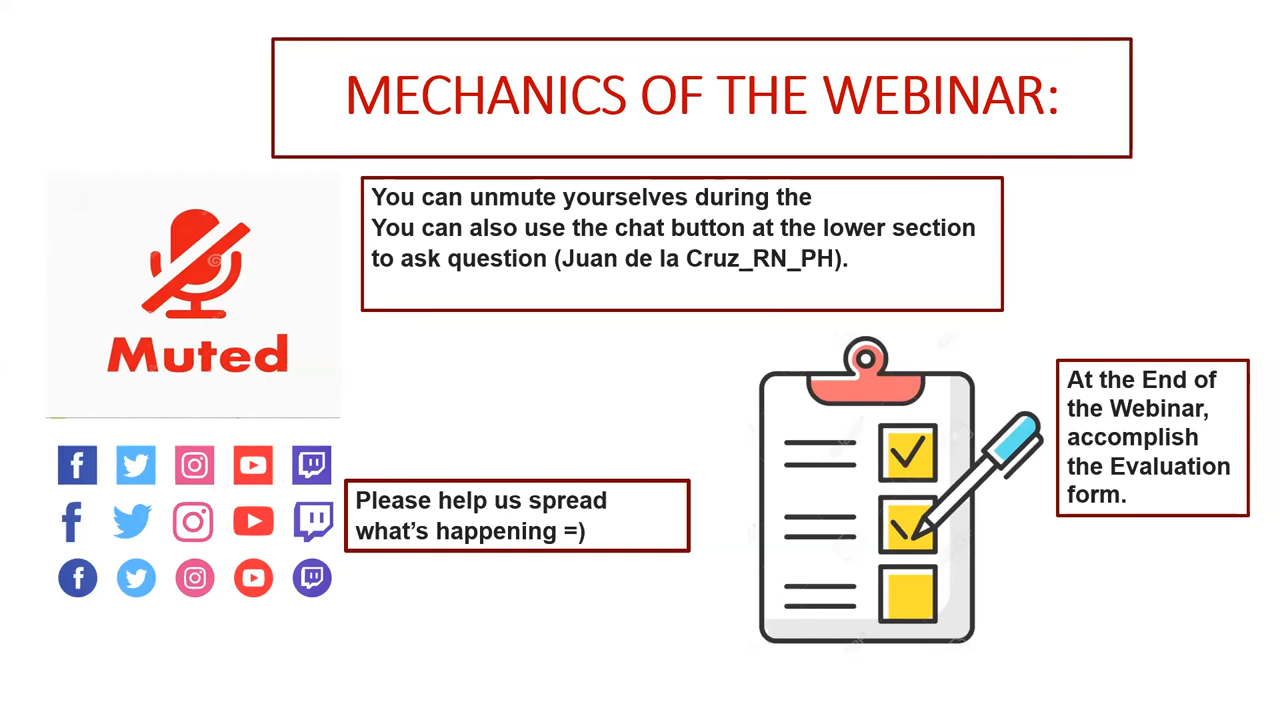 MECHANICS OF THE WEBINAR:
You can unmute yourselves during the
You can also use the chat button at the lower section
to ask question (Juan de la Cruz_RN_PH).
Muted
At the End of
the Webinar,
accomplish
the Evaluation
form.
Please help us spread
what’s happening =)